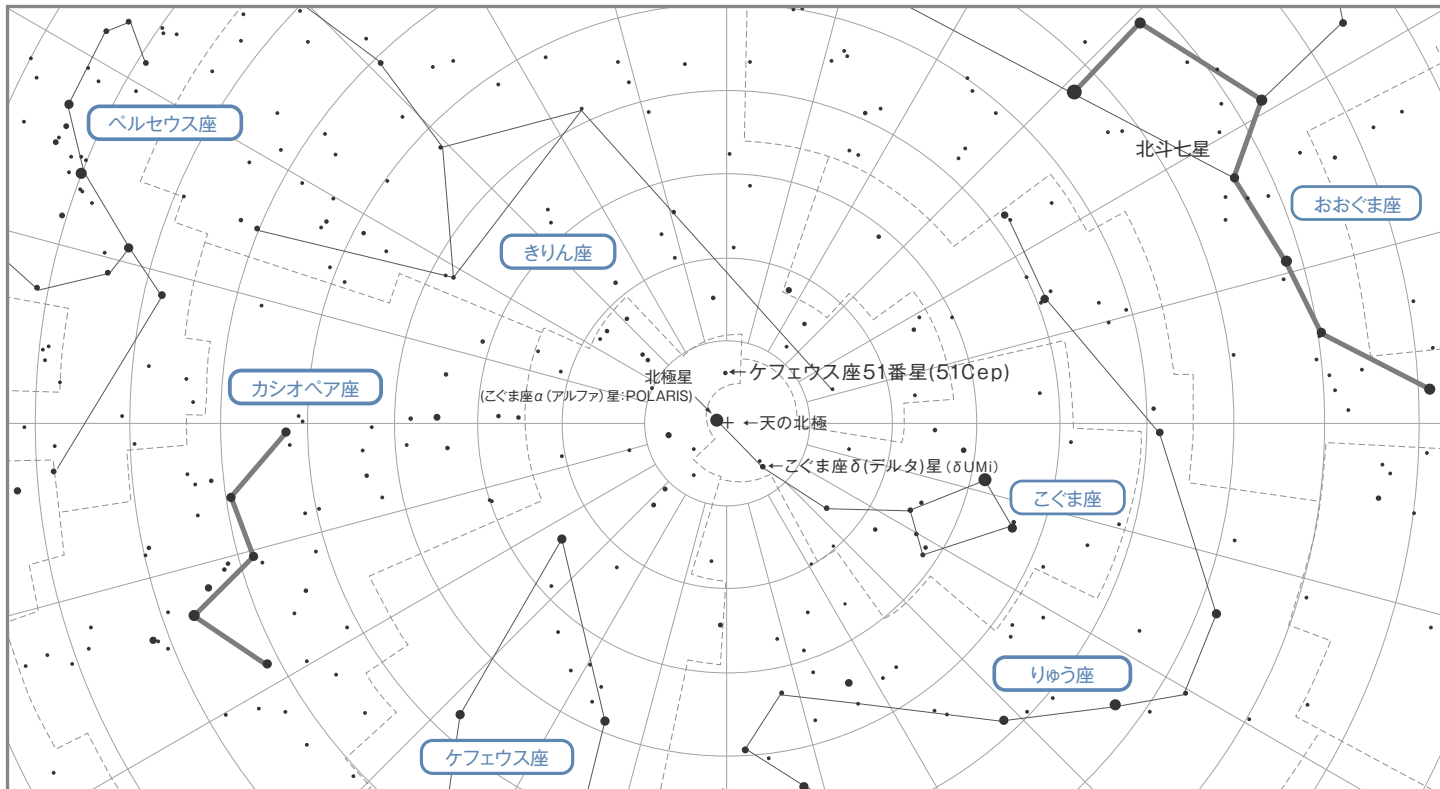 ペルセウス座
北斗七星
おおぐま座
きりん座
カシオペア座
北極星
(こぐま座α(アルファ)星:POLARIS)
←ケフェウス座51番星(51Cep)
+ ←天の北極
←こぐま座δ(デルタ)星(δUMi)
こぐま座
りゅう座
ケフェウス座